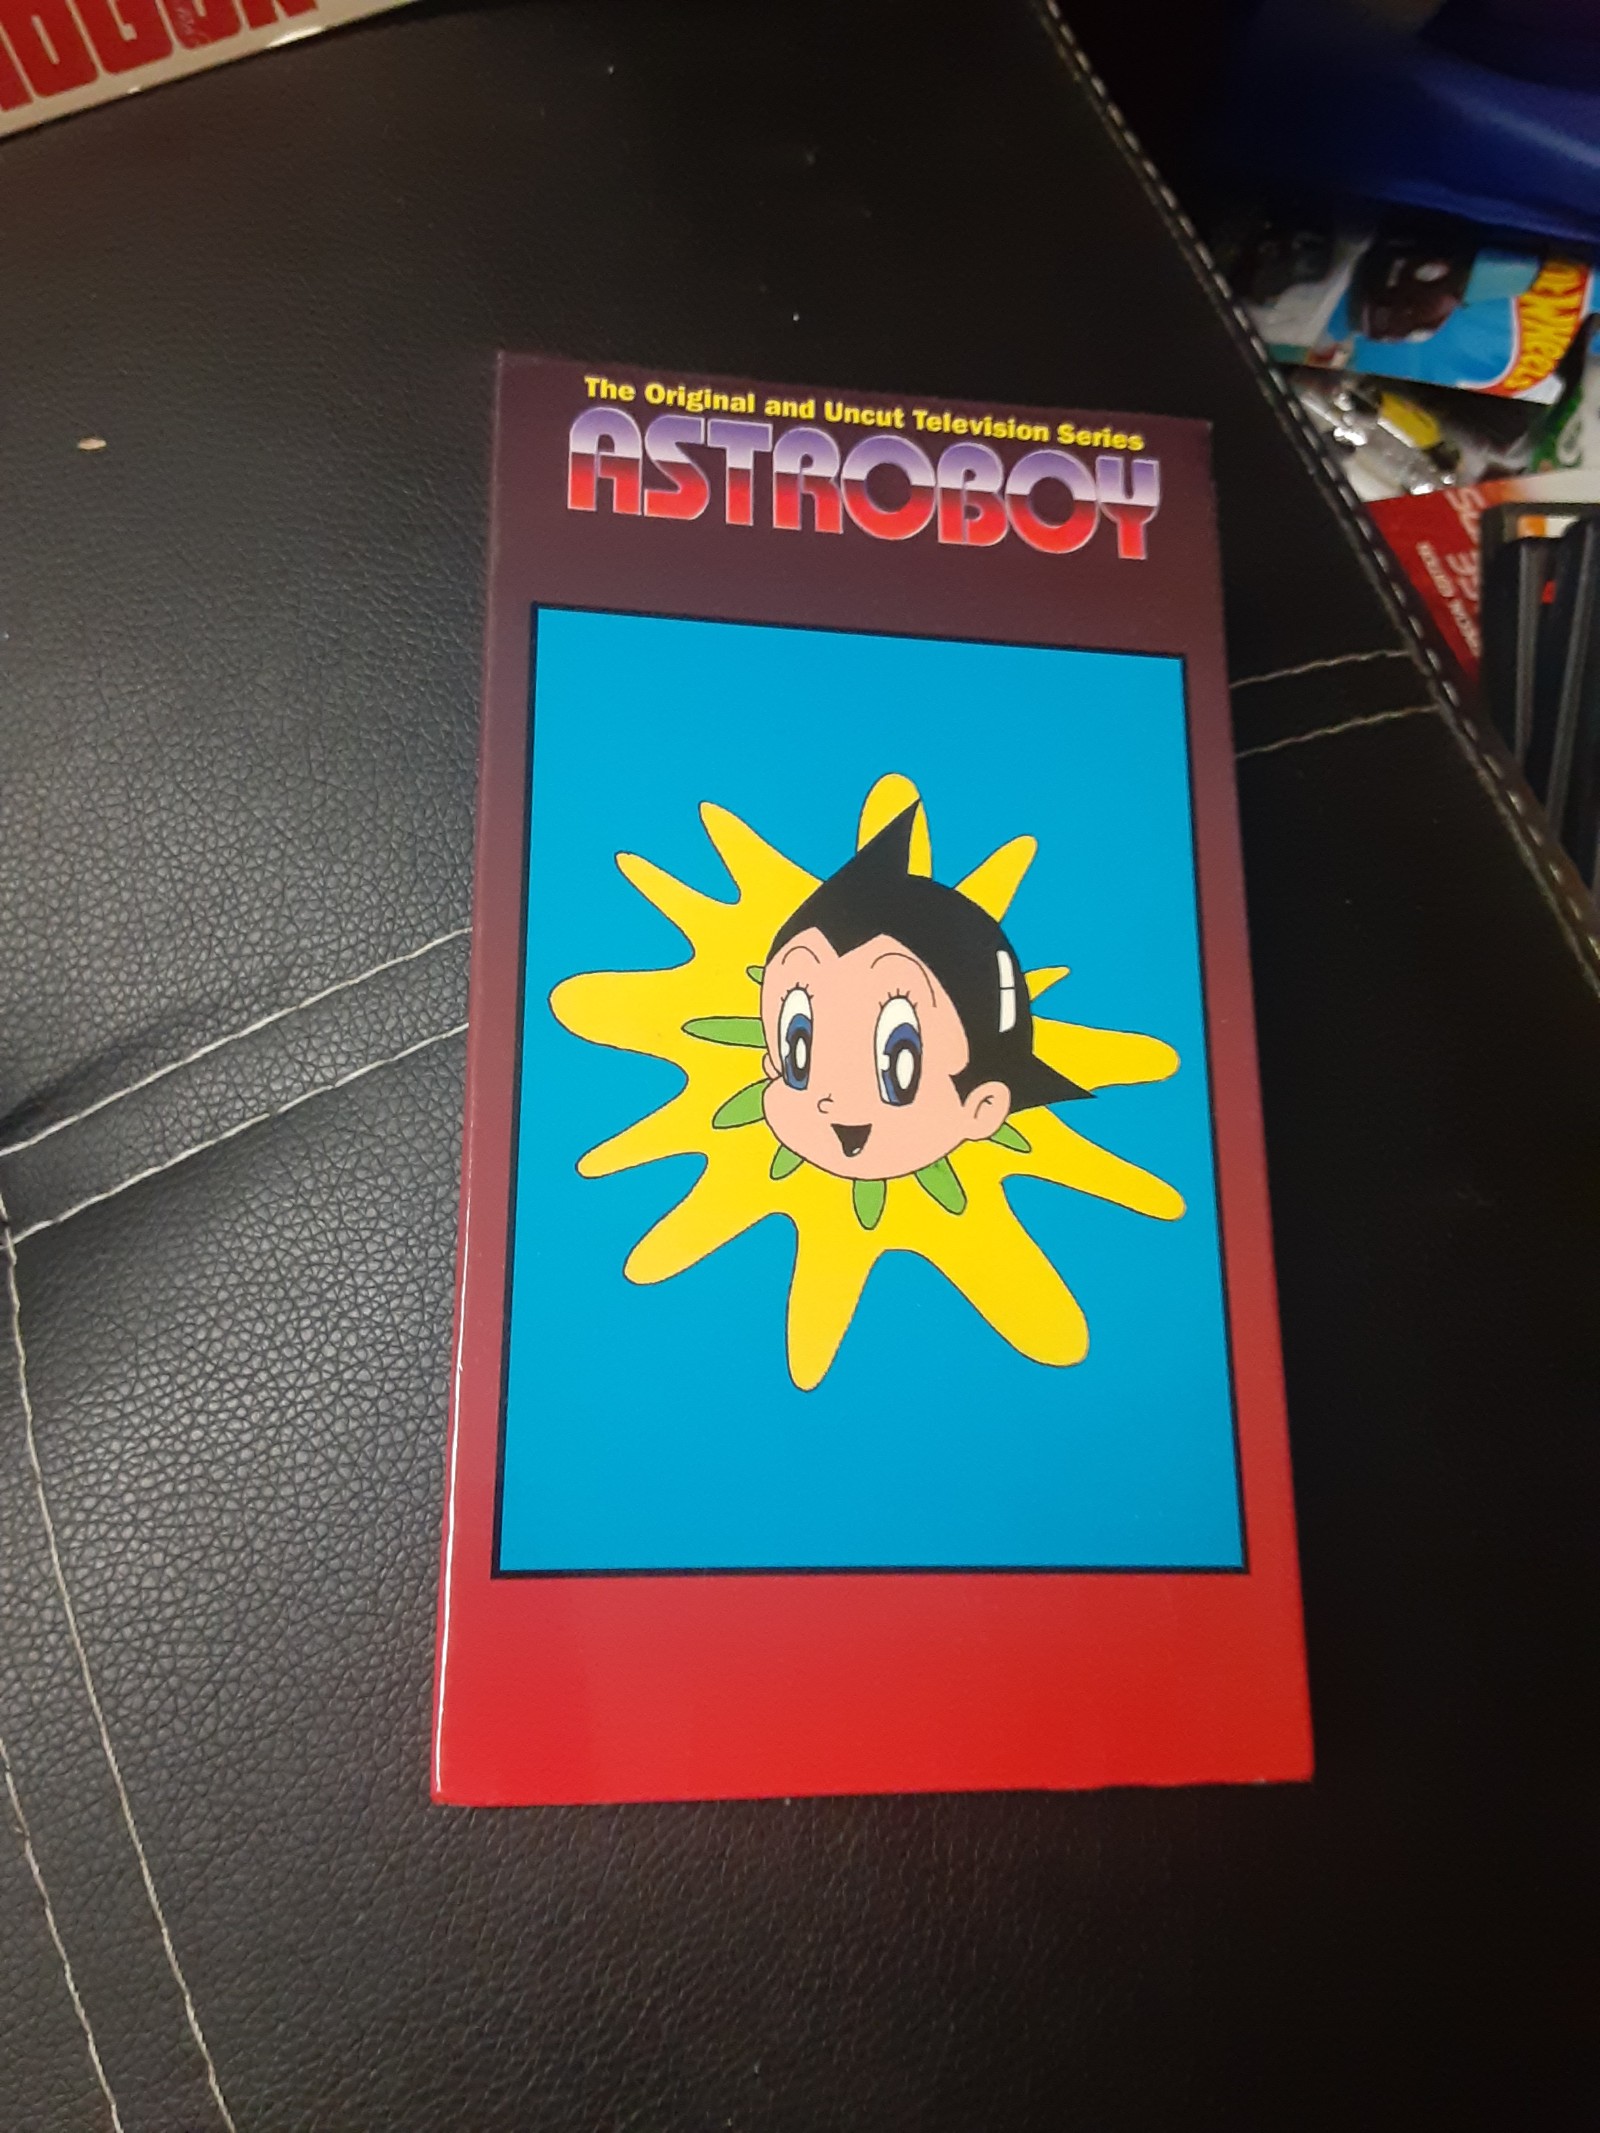 The Original and Uncut Television Series
ASTROBOY